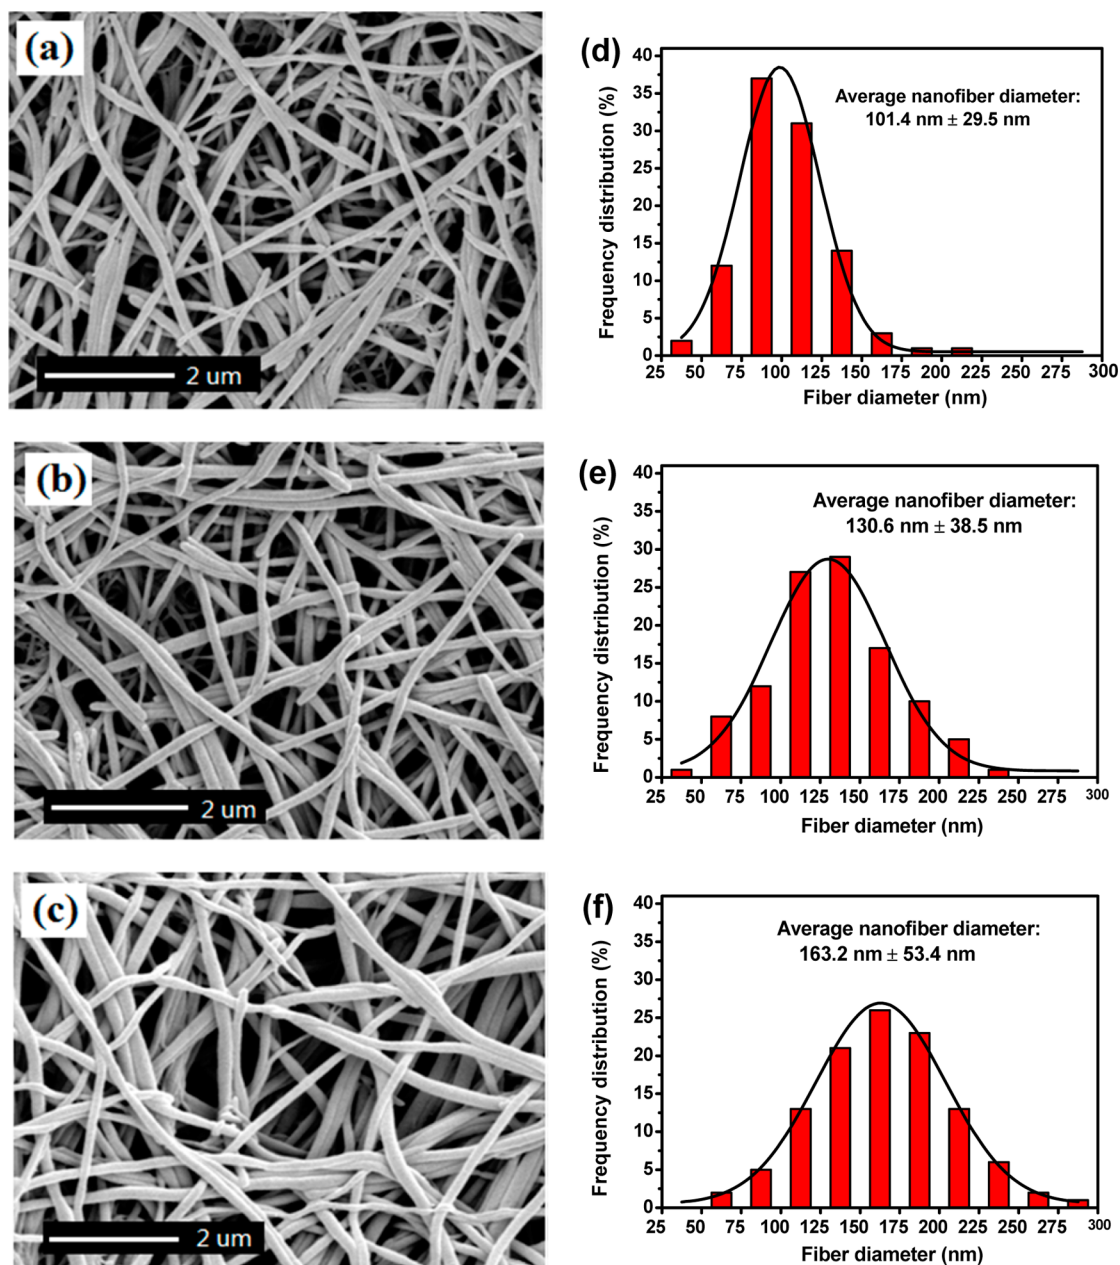 (a)
2 um
(d)
Average nanofiber diameter:
101.4 nm ± 29.5 nm
Frequency distribution (%)
40
35
30
25
20
15
10
5
0
25 50 75 100 125 150 175 200 225 250 275 300
Fiber diameter (nm)
(b)
2 um
(e)
Average nanofiber diameter:
130.6 nm ± 38.5 nm
Frequency distribution (%)
40
35
30
25
20
15
10
5
0
25 50 75 100 125 150 175 200 225 250 275 300
Fiber diameter (nm)
(c)
2 um
(f)
Average nanofiber diameter:
163.2 nm ± 53.4 nm
Frequency distribution (%)
40
35
30
25
20
15
10
5
0
25 50 75 100 125 150 175 200 225 250 275 300
Fiber diameter (nm)